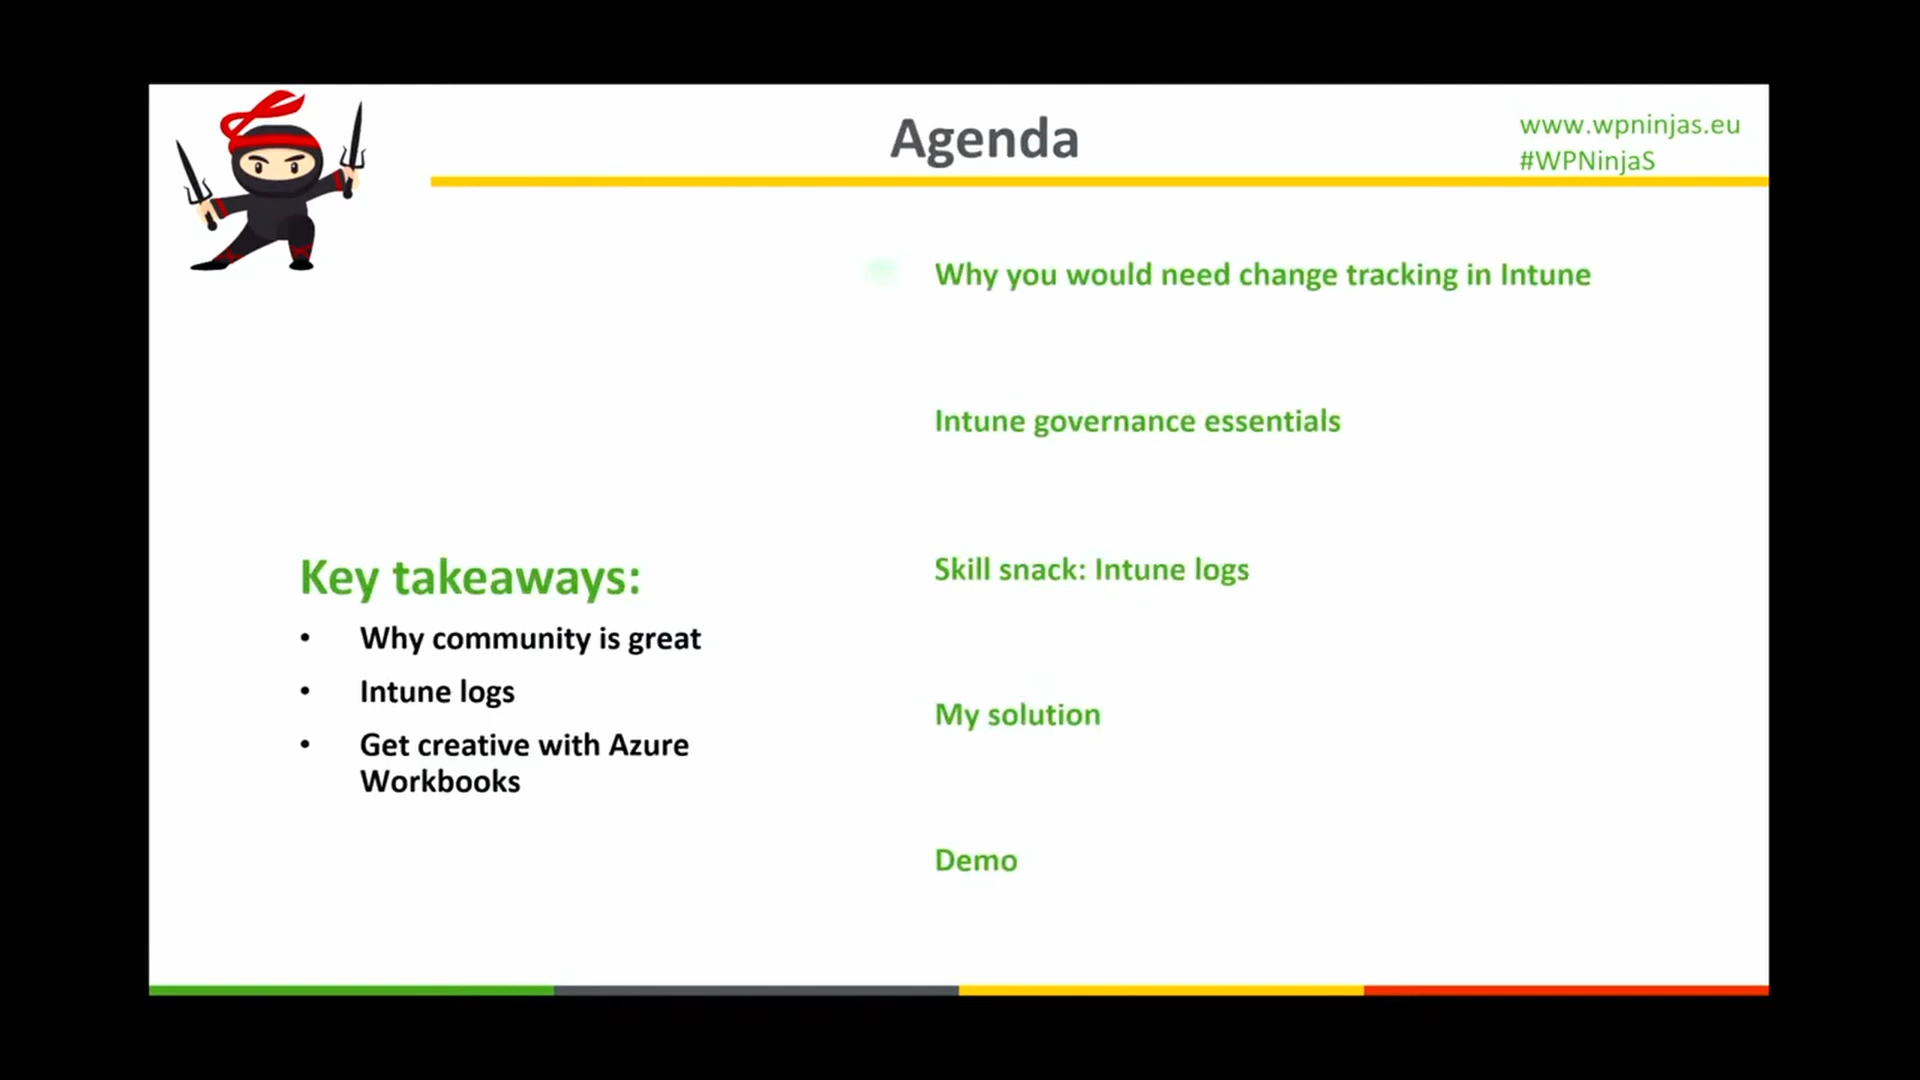 Agenda
www.wpninjas.eu
#WPNinjaS
Key takeaways:
• Why community is great
• Intune logs
• Get creative with Azure
Workbooks
Why you would need change tracking in Intune
Intune governance essentials
Skill snack: Intune logs
My solution
Demo